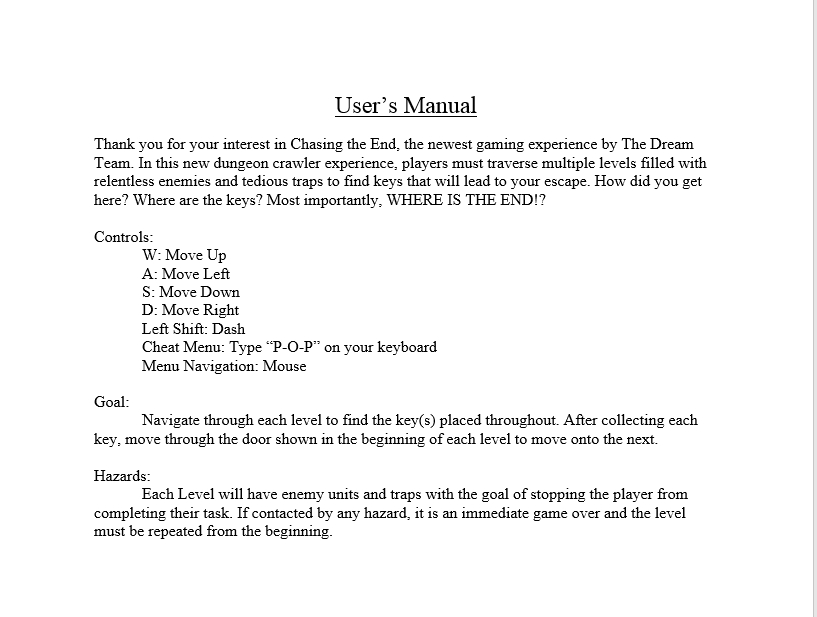 User’s Manual
Thank you for your interest in Chasing the End, the newest gaming experience by The Dream
Team. In this new dungeon crawler experience, players must traverse multiple levels filled with
relentless enemies and tedious traps to find keys that will lead to your escape. How did you get
here? Where are the keys? Most importantly, WHERE IS THE END!?
Controls:
W: Move Up
A: Move Left
S: Move Down
D: Move Right
Left Shift: Dash
Cheat Menu: Type “P-O-P” on your keyboard
Menu Navigation: Mouse
Goal:
Navigate through each level to find the key(s) placed throughout. After collecting each
key, move through the door shown in the beginning of each level to move onto the next.
Hazards:
Each Level will have enemy units and traps with the goal of stopping the player from
completing their task. If contacted by any hazard, it is an immediate game over and the level
must be repeated from the beginning.